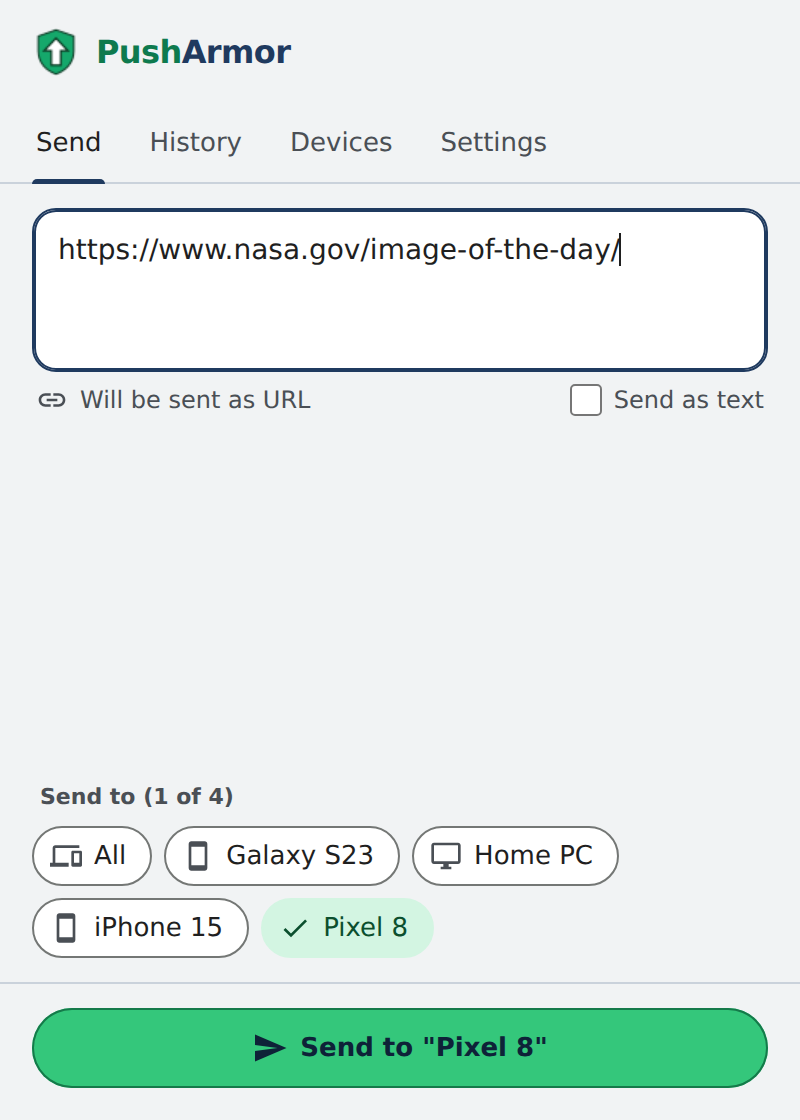 PushArmor
Send History Devices Settings
https://www.nasa.gov/image-of-the-day/
Will be sent as URL Send as text
Send to (1 of 4)
All Galaxy S23 Home PC
iPhone 15 Pixel 8
Send to "Pixel 8"